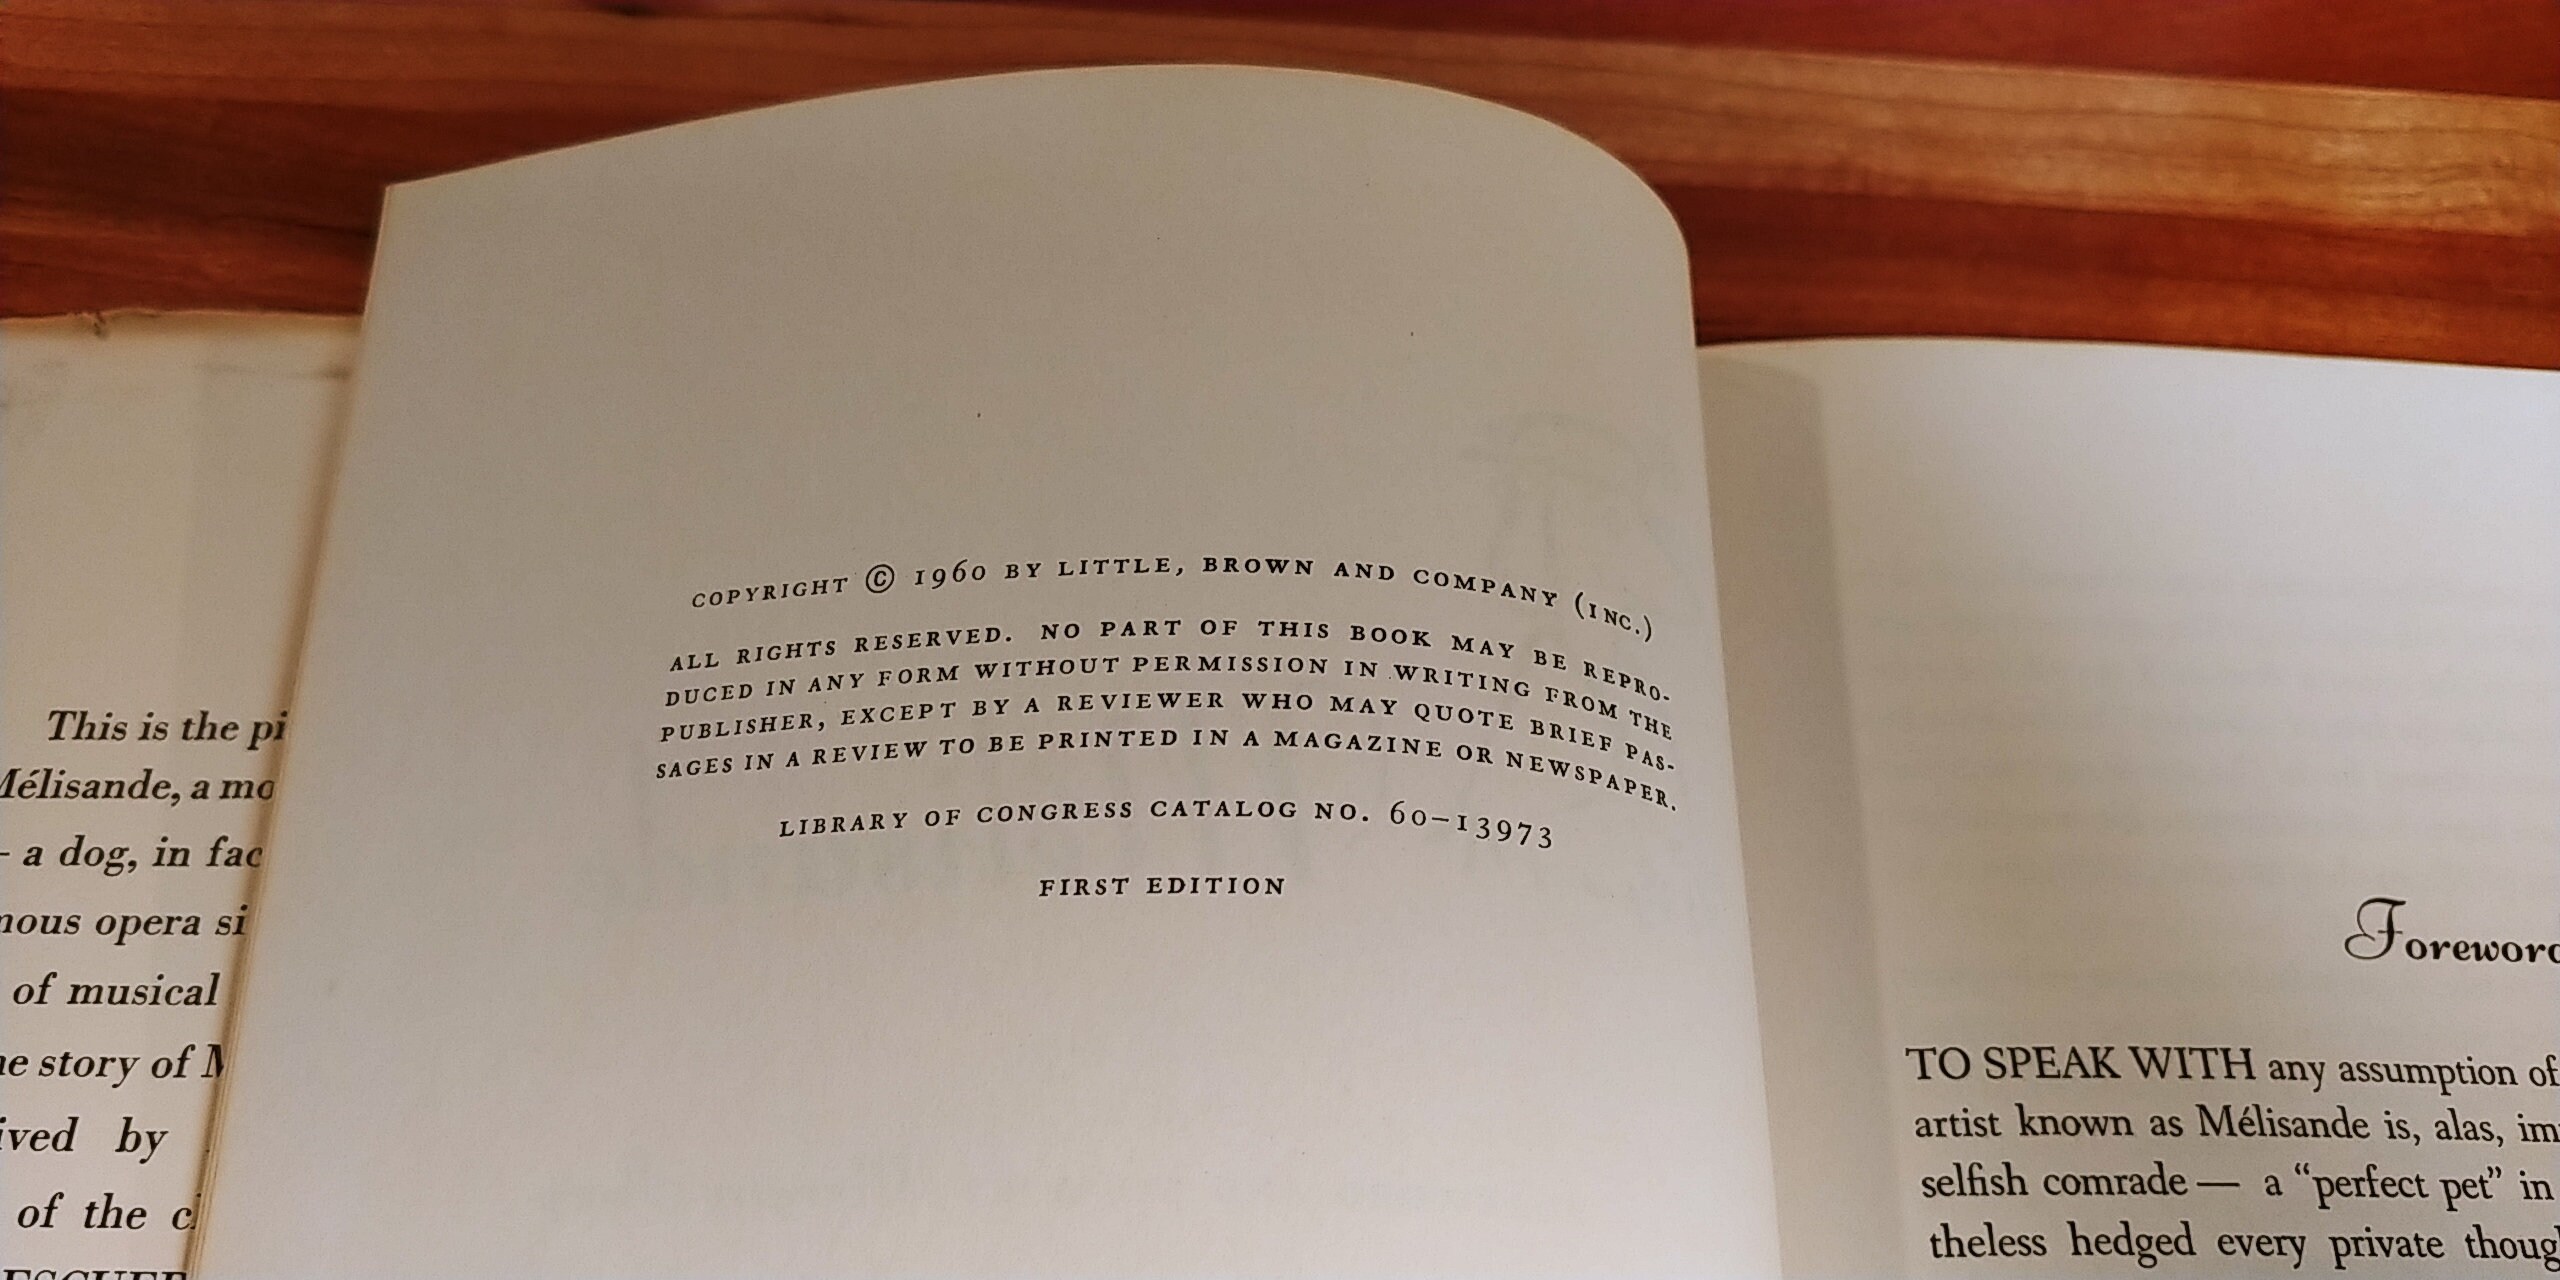 This is the pi
Mélisande, a mo
– a dog, in fac
nous opera si
of musical
ne story of M
ived by
of the cl
COPYRIGHT © 1960 BY LITTLE, BROWN AND COMPANY (INC.)
ALL RIGHTS RESERVED. NO PART OF THIS BOOK MAY BE REPRO-
DUCED IN ANY FORM WITHOUT PERMISSION IN WRITING FROM THE
PUBLISHER, EXCEPT BY A REVIEWER WHO MAY QUOTE BRIEF PAS-
SAGES IN A REVIEW TO BE PRINTED IN A MAGAZINE OR NEWSPAPER.
LIBRARY OF CONGRESS CATALOG NO. 60–13973
FIRST EDITION
Foreword
TO SPEAK WITH any assumption of
artist known as Mélisande is, alas, im
selfish comrade — a “perfect pet” in
theless hedged every private thoug